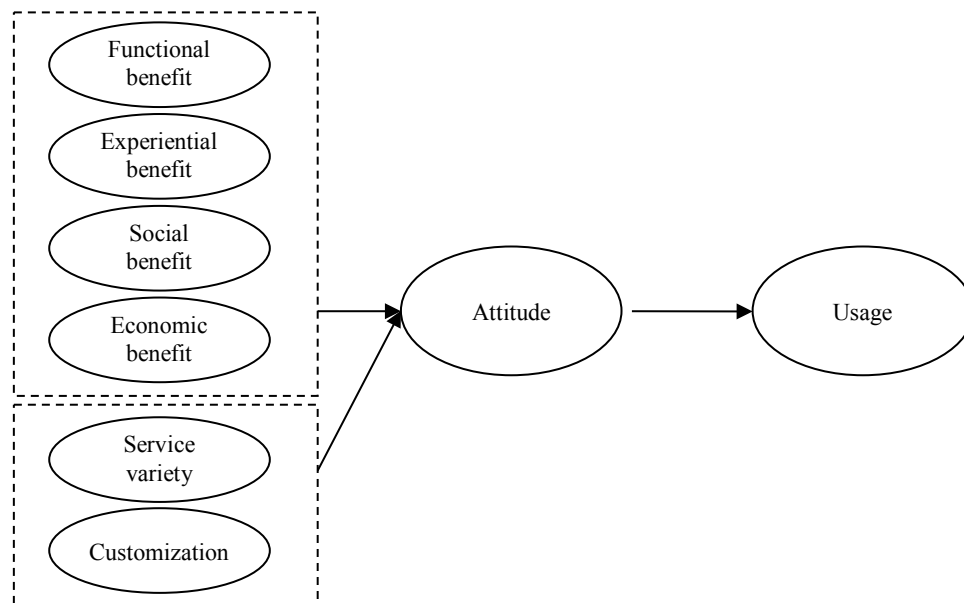 Functional
benefit
Experiential
benefit
Social
benefit
Economic
benefit
Attitude
Usage
Service
variety
Customization